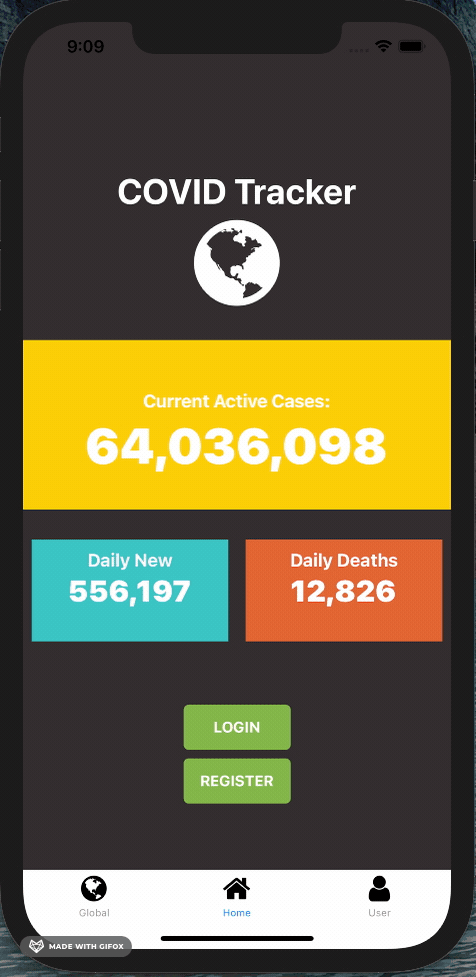 9:09
COVID Tracker
Current Active Cases:
64,036,098
Daily New
556,197
Daily Deaths
12,826
LOGIN
REGISTER
Global
Home
User
MADE WITH GIFOX